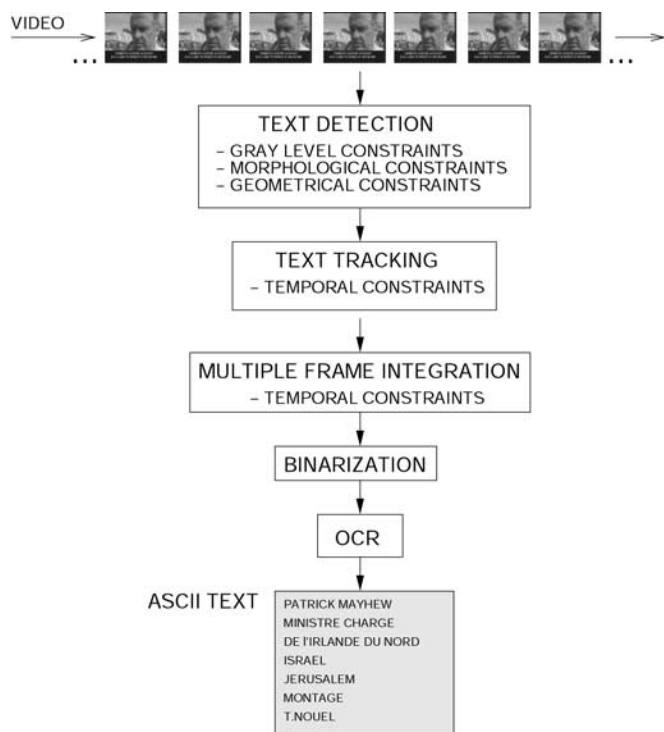 VIDEO
... ...
TEXT DETECTION
– GRAY LEVEL CONSTRAINTS
– MORPHOLOGICAL CONSTRAINTS
– GEOMETRICAL CONSTRAINTS
TEXT TRACKING
– TEMPORAL CONSTRAINTS
MULTIPLE FRAME INTEGRATION
– TEMPORAL CONSTRAINTS
BINARIZATION
OCR
ASCII TEXT
PATRICK MAYHEW
MINISTRE CHARGE
DE l'IRLANDE DU NORD
ISRAEL
JERUSALEM
MONTAGE
T.NOUEL